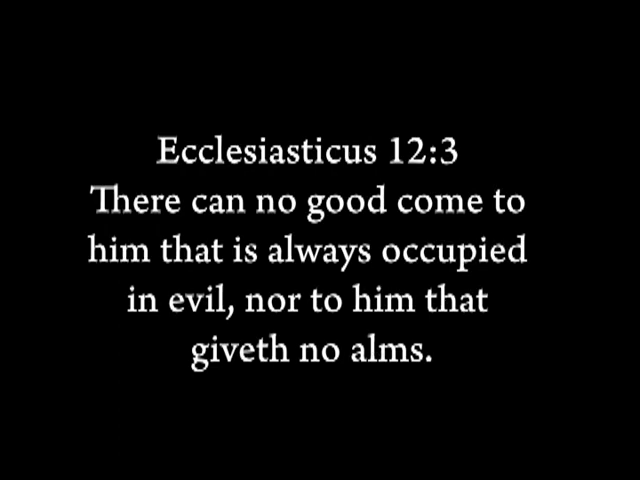 Ecclesiasticus 12:3
There can no good come to
him that is always occupied
in evil, nor to him that
giveth no alms.